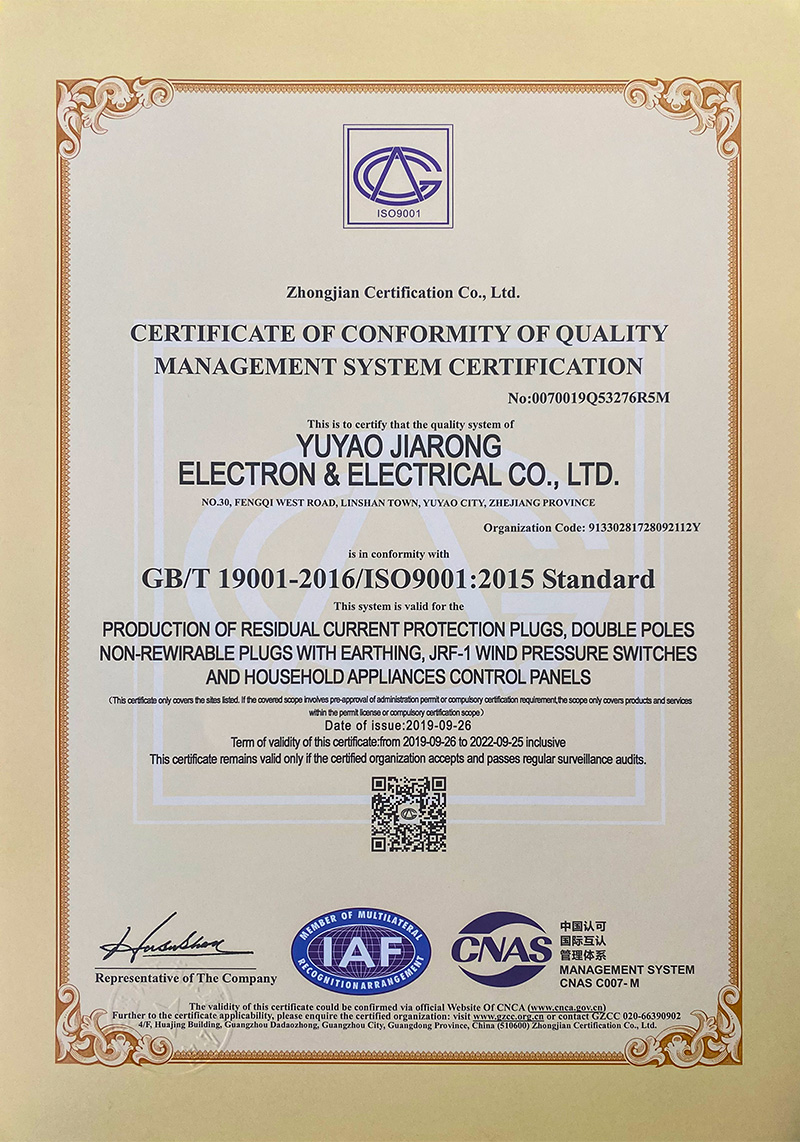 ISO9001
Zhongjian Certification Co., Ltd.
CERTIFICATE OF CONFORMITY OF QUALITY
MANAGEMENT SYSTEM CERTIFICATION
No:0070019Q53276R5M
This is to certify that the quality system of
YUYAO JIARONG
ELECTRON & ELECTRICAL CO., LTD.
NO.30, FENGQI WEST ROAD, LINSHAN TOWN, YUYAO CITY, ZHEJIANG PROVINCE
Organization Code: 91330281728092112Y
is in conformity with
GB/T 19001-2016/ISO9001:2015 Standard
This system is valid for the
PRODUCTION OF RESIDUAL CURRENT PROTECTION PLUGS, DOUBLE POLES
NON-REWIRABLE PLUGS WITH EARTHING, JRF-1 WIND PRESSURE SWITCHES
AND HOUSEHOLD APPLIANCES CONTROL PANELS
(This certificate only covers the sites listed. If the covered scope involves pre-approval of administration permit or compulsory certification requirement,the scope only covers products and services
within the permit license or compulsory certification scope)
Date of issue:2019-09-26
Term of validity of this certificate:from 2019-09-26 to 2022-09-25 inclusive
This certificate remains valid only if the certified organization accepts and passes regular surveillance audits.
Representative of The Company
MEMBER OF MULTILATERAL
IAF
RECOGNITION ARRANGEMENT
CNAS
中国认可
国际互认
管理体系
MANAGEMENT SYSTEM
CNAS C007-M
The validity of this certificate could be confirmed via official Website Of CNCA (www.cnca.gov.cn)
Further to the certificate applicability, please enquire the certified organization: visit www.gzcc.org.cn or contact GZCC 020-66390902
4/F, Huajing Building, Guangzhou Dadaozhong, Guangzhou City, Guangdong Province, China (510600) Zhongjian Certification Co., Ltd.